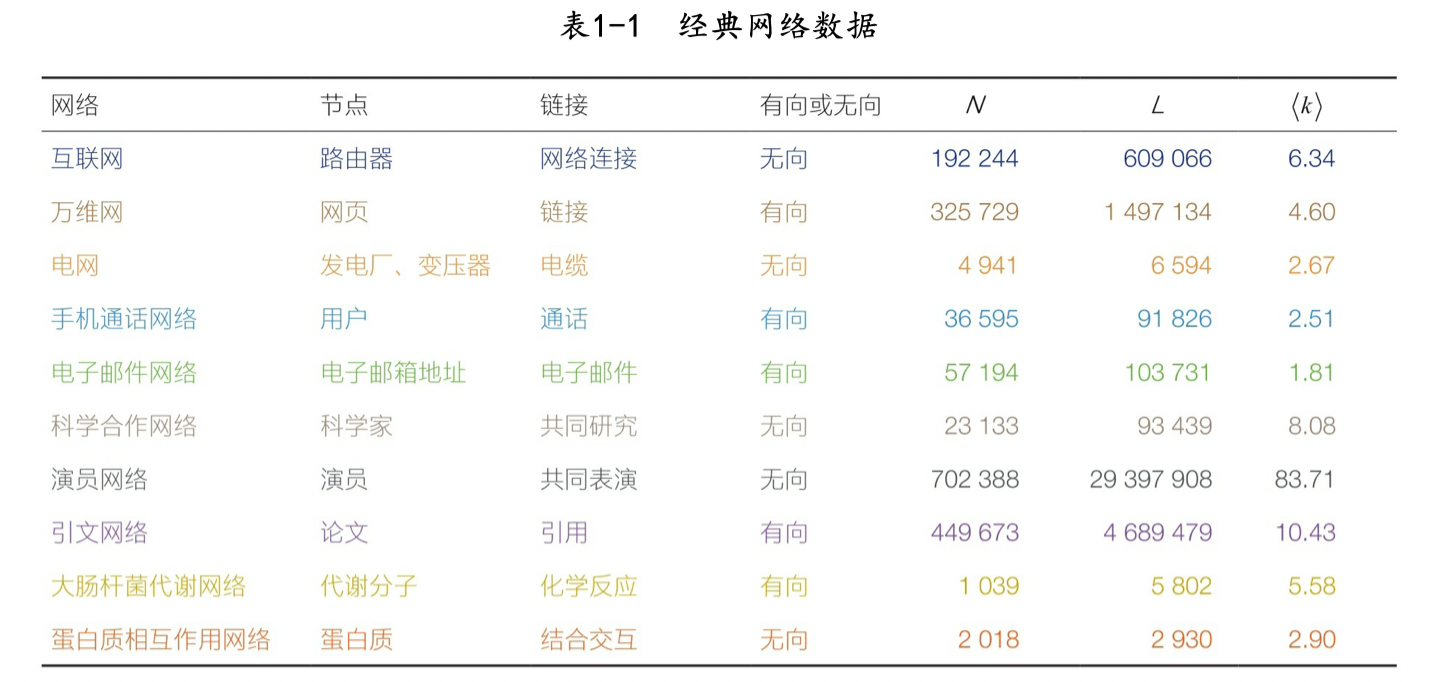 表1-1 经典网络数据
网络 节点 链接 有向或无向 N L ⟨k⟩
互联网 路由器 网络连接 无向 192 244 609 066 6.34
万维网 网页 链接 有向 325 729 1 497 134 4.60
电网 发电厂、变压器 电缆 无向 4 941 6 594 2.67
手机通话网络 用户 通话 有向 36 595 91 826 2.51
电子邮件网络 电子邮箱地址 电子邮件 有向 57 194 103 731 1.81
科学合作网络 科学家 共同研究 无向 23 133 93 439 8.08
演员网络 演员 共同表演 无向 702 388 29 397 908 83.71
引文网络 论文 引用 有向 449 673 4 689 479 10.43
大肠杆菌代谢网络 代谢分子 化学反应 有向 1 039 5 802 5.58
蛋白质相互作用网络 蛋白质 结合交互 无向 2 018 2 930 2.90